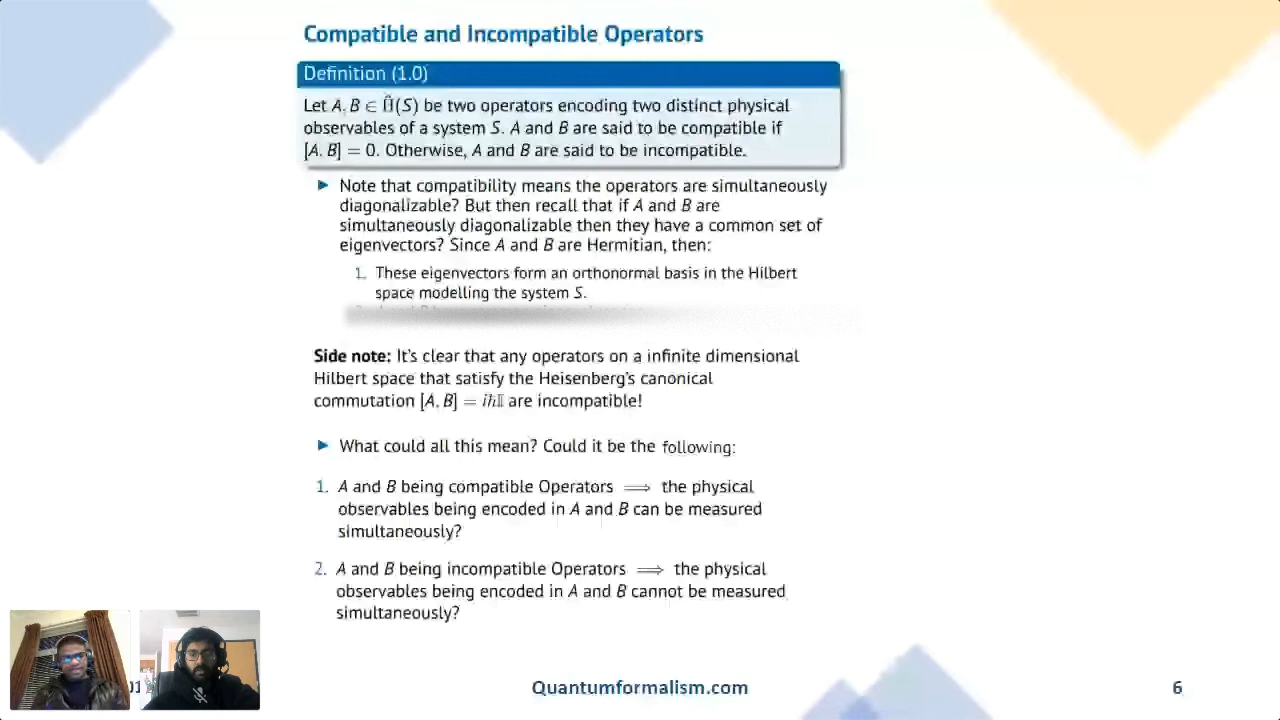 Compatible and Incompatible Operators
Definition (1.0)
Let A, B ∈ Π̂(S) be two operators encoding two distinct physical
observables of a system S. A and B are said to be compatible if
[A, B] = 0. Otherwise, A and B are said to be incompatible.
▶ Note that compatibility means the operators are simultaneously
diagonalizable? But then recall that if A and B are
simultaneously diagonalizable then they have a common set of
eigenvectors? Since A and B are Hermitian, then:
1. These eigenvectors form an orthonormal basis in the Hilbert
space modelling the system S.
Side note: It's clear that any operators on a infinite dimensional
Hilbert space that satisfy the Heisenberg's canonical
commutation [A, B] = iℏ𝕀 are incompatible!
▶ What could all this mean? Could it be the following:
1. A and B being compatible Operators ⟹ the physical
observables being encoded in A and B can be measured
simultaneously?
2. A and B being incompatible Operators ⟹ the physical
observables being encoded in A and B cannot be measured
simultaneously?
Quantumformalism.com
6